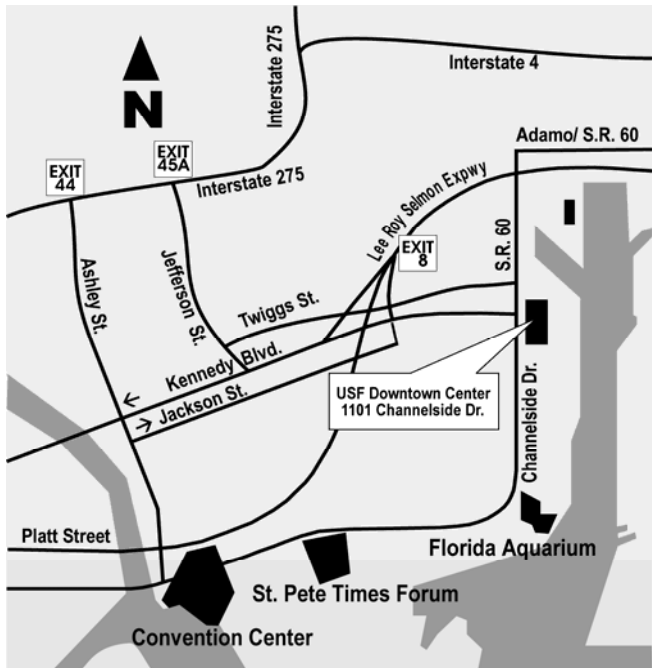 Interstate 275
Interstate 4
N
Adamo/ S.R. 60
EXIT
45A
EXIT
44
Interstate 275
Lee Roy Selmon Expwy
S.R. 60
EXIT
8
Ashley St.
Jefferson St.
Twiggs St.
Kennedy Blvd.
← 
→ Jackson St.
USF Downtown Center
1101 Channelside Dr.
Channelside Dr.
Platt Street
Florida Aquarium
St. Pete Times Forum
Convention Center